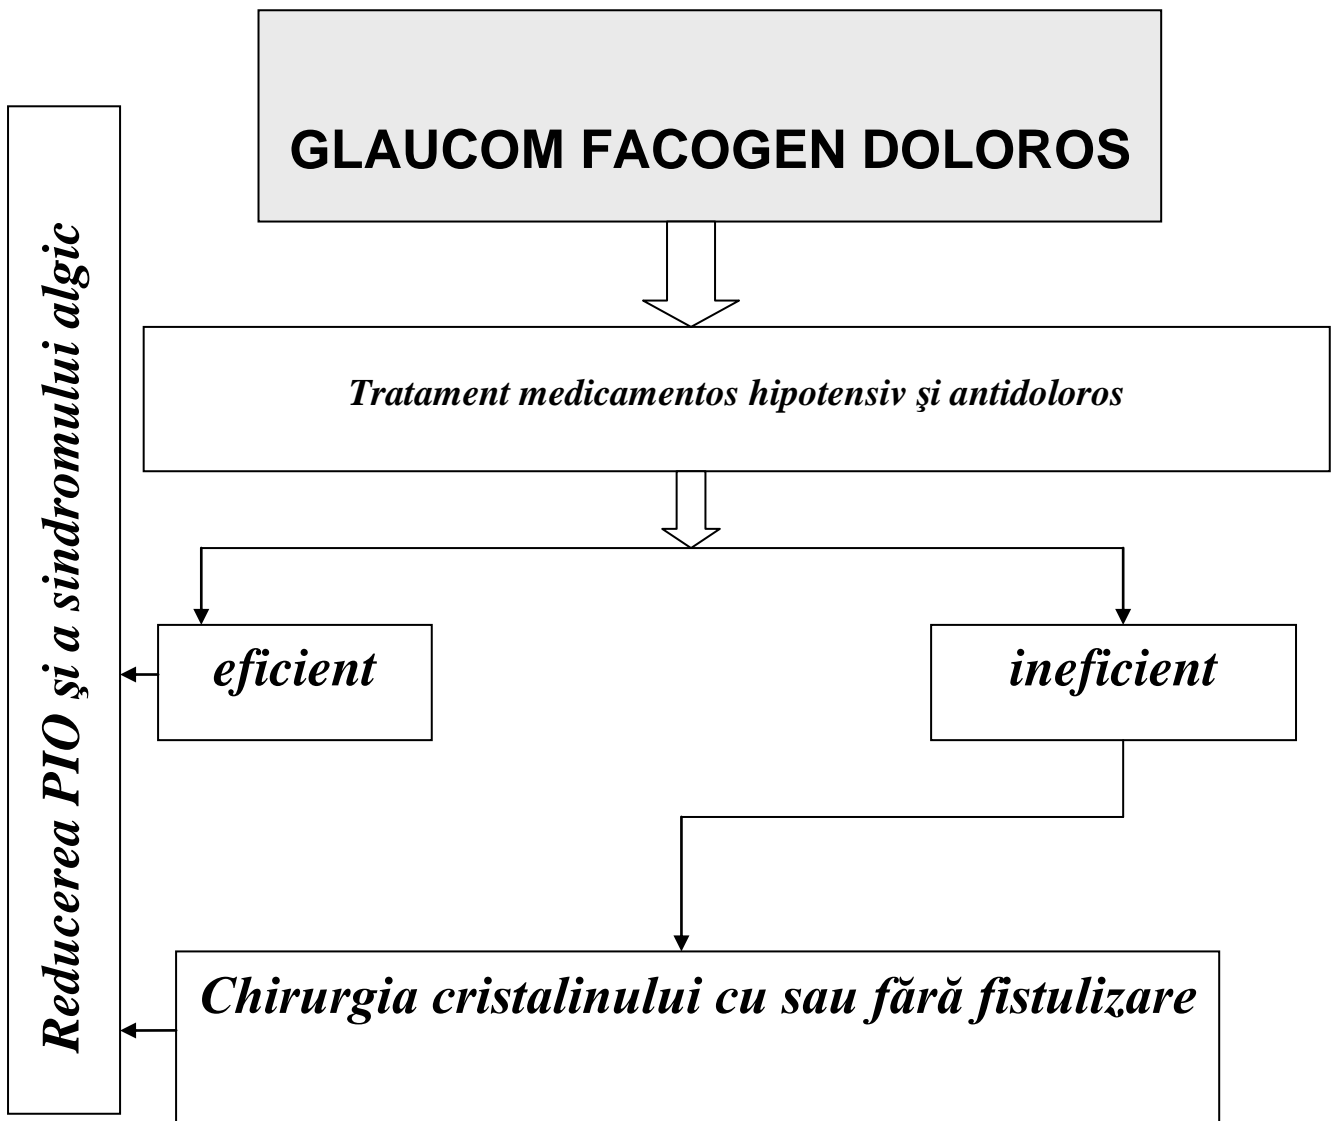 GLAUCOM FACOGEN DOLOROS
Reducerea PIO şi a sindromului algic
Tratament medicamentos hipotensiv şi antidoloros
eficient
ineficient
Chirurgia cristalinului cu sau fără fistulizare